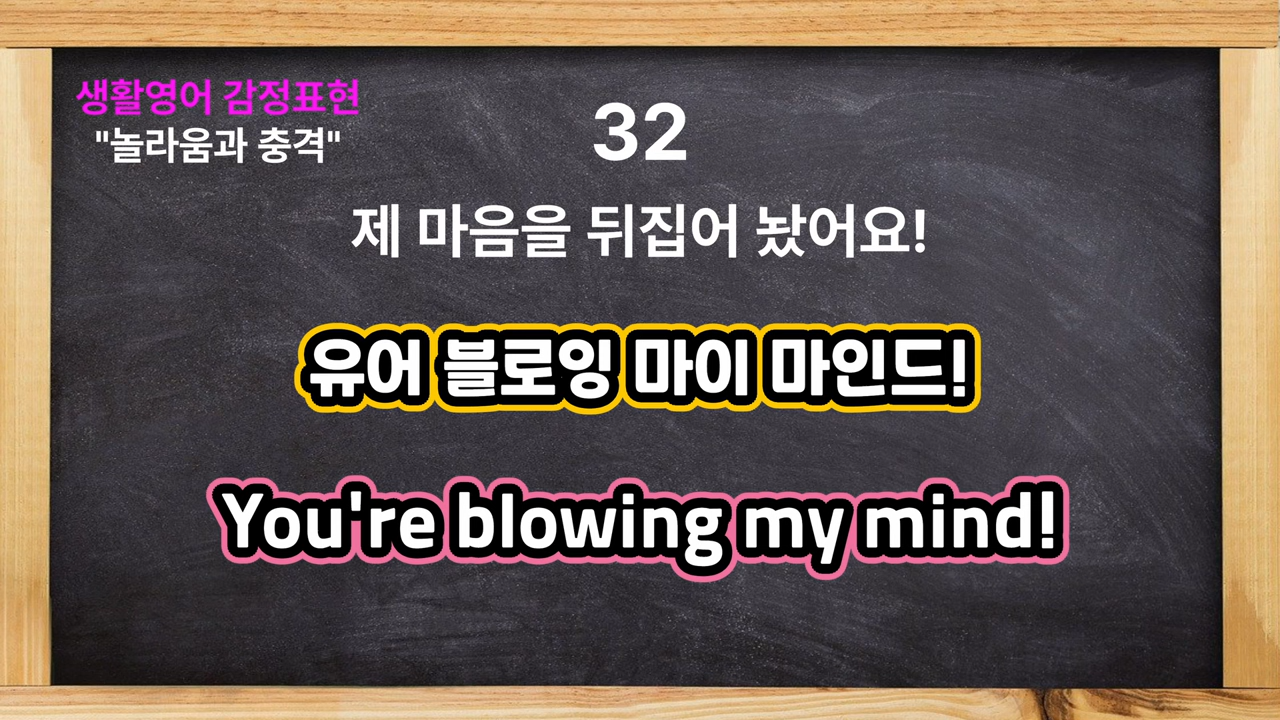 생활영어 감정표현
"놀라움과 충격"
32
제 마음을 뒤집어 놨어요!
유어 블로잉 마이 마인드!
You're blowing my mind!